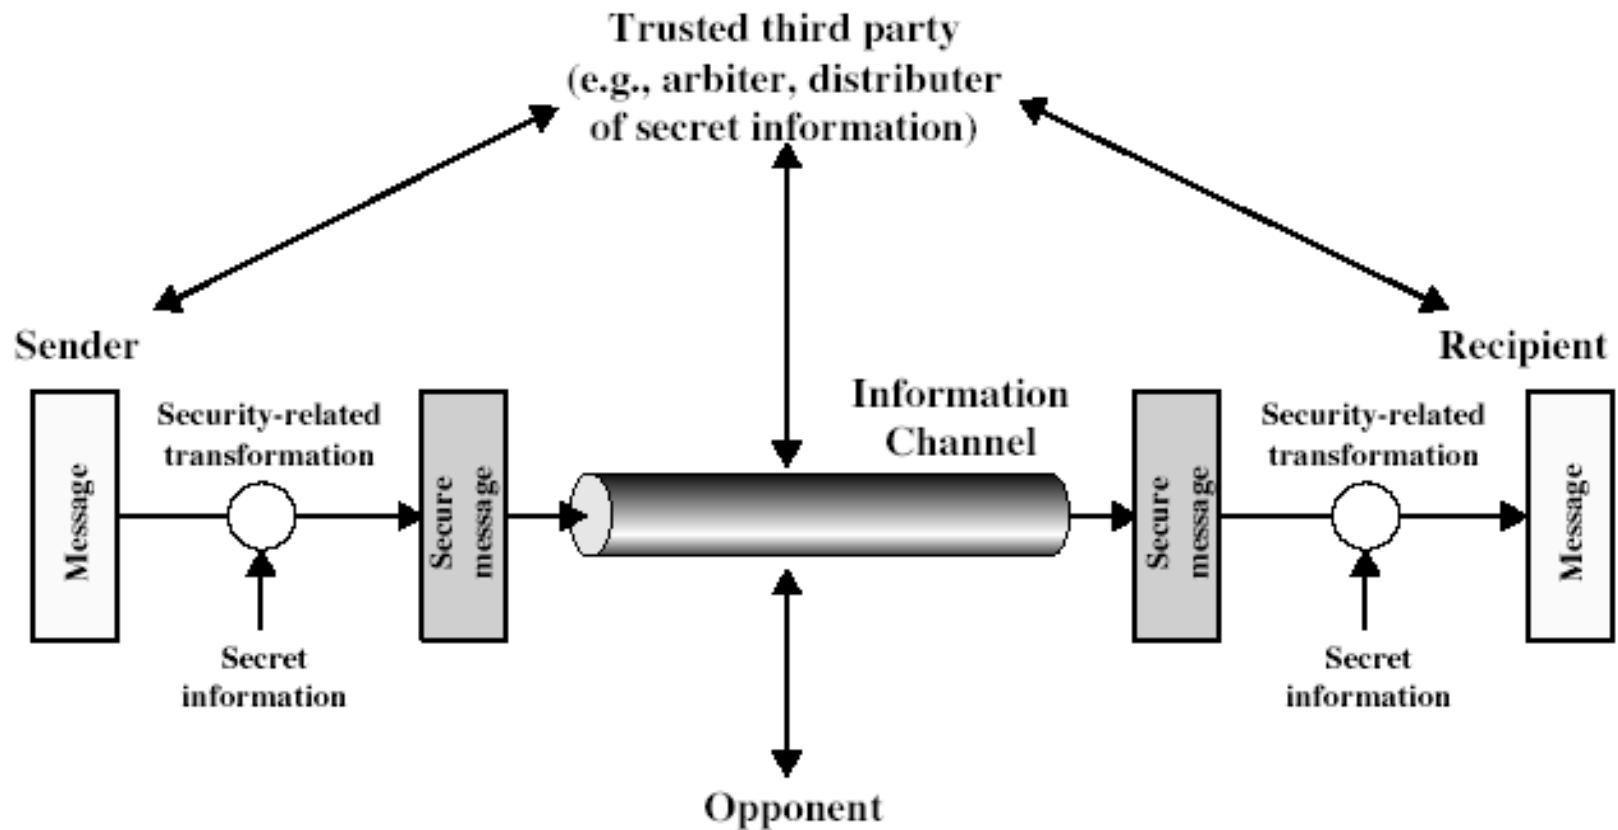 Trusted third party
(e.g., arbiter, distributer
of secret information)
Sender
Recipient
Information
Channel
Security-related
transformation
Security-related
transformation
Message
Secure
message
Secure
message
Message
Secret
information
Secret
information
Opponent